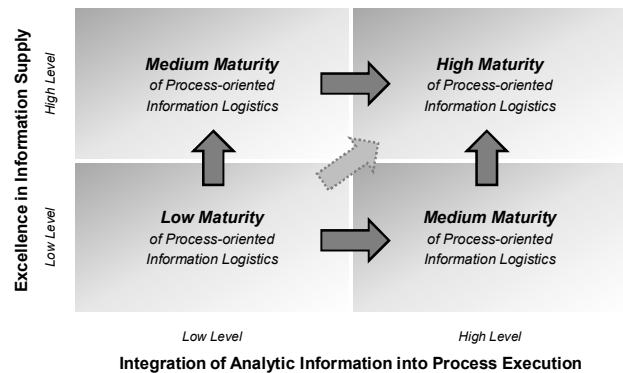 Excellence in Information Supply
High Level
Low Level
Medium Maturity
of Process-oriented
Information Logistics
High Maturity
of Process-oriented
Information Logistics
Low Maturity
of Process-oriented
Information Logistics
Medium Maturity
of Process-oriented
Information Logistics
Low Level
High Level
Integration of Analytic Information into Process Execution